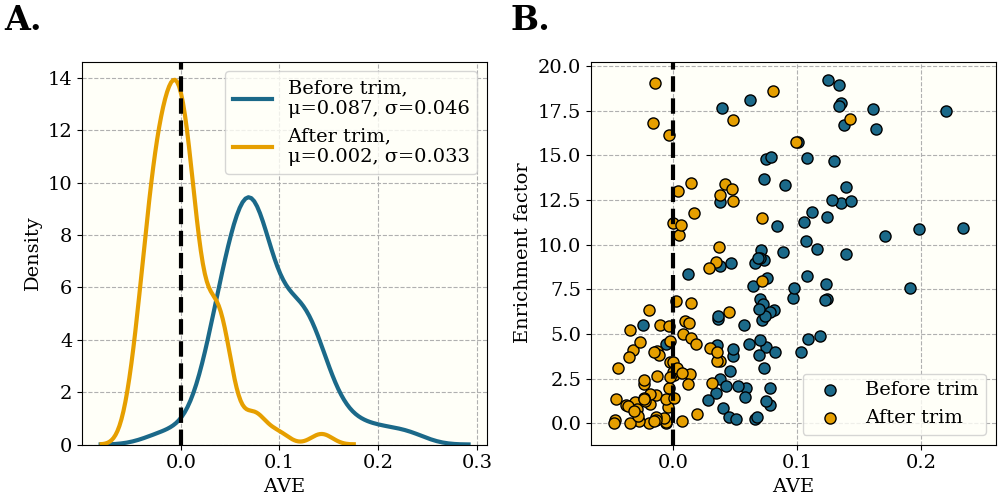 A.
14
12
10
8
6
4
2
0
Density
0.0
0.1
0.2
0.3
AVE
Before trim,
μ=0.087, σ=0.046
After trim,
μ=0.002, σ=0.033
B.
20.0
17.5
15.0
12.5
10.0
7.5
5.0
2.5
0.0
Enrichment factor
0.0
0.1
0.2
AVE
Before trim
After trim